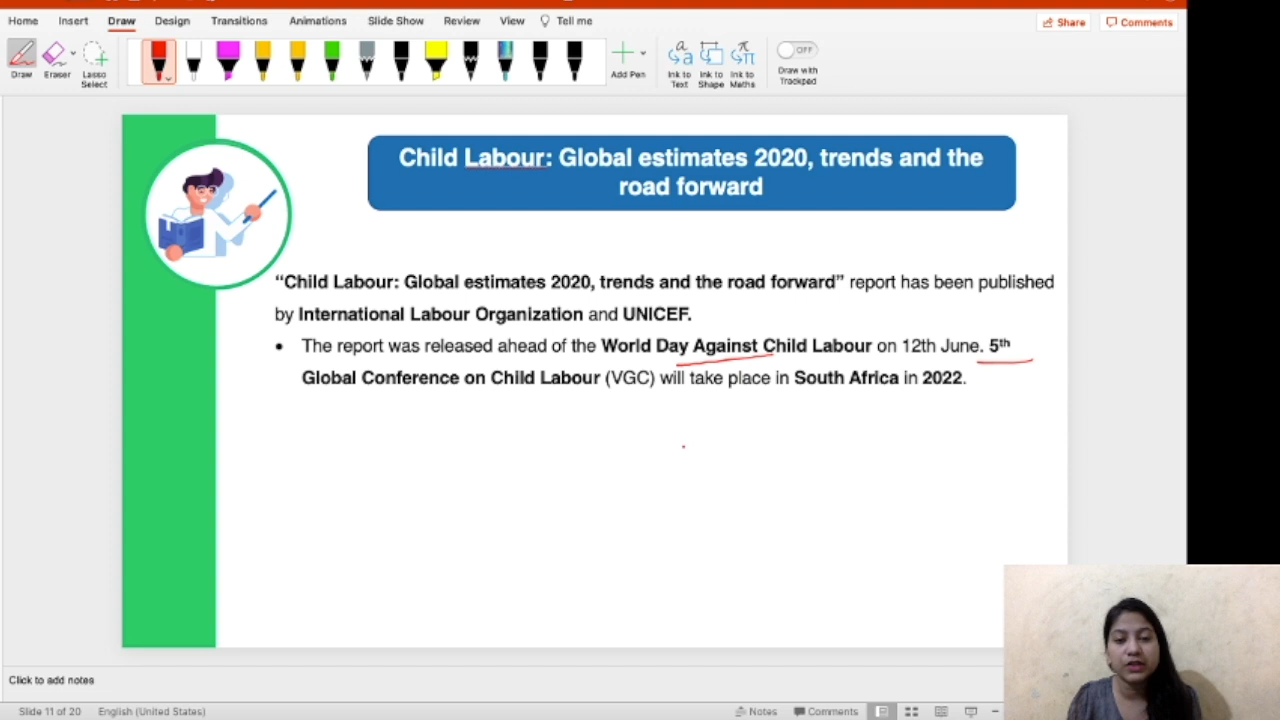 Home Insert Draw Design Transitions Animations Slide Show Review View Tell me Share Comments
Draw Eraser Lasso Select Add Pen Ink to Text Ink to Shape Ink to Maths OFF Draw with Trackpad
Child Labour: Global estimates 2020, trends and the
road forward
“Child Labour: Global estimates 2020, trends and the road forward” report has been published
by International Labour Organization and UNICEF.
• The report was released ahead of the World Day Against Child Labour on 12th June. 5th
Global Conference on Child Labour (VGC) will take place in South Africa in 2022.
Click to add notes
Slide 11 of 20 English (United States) Notes Comments